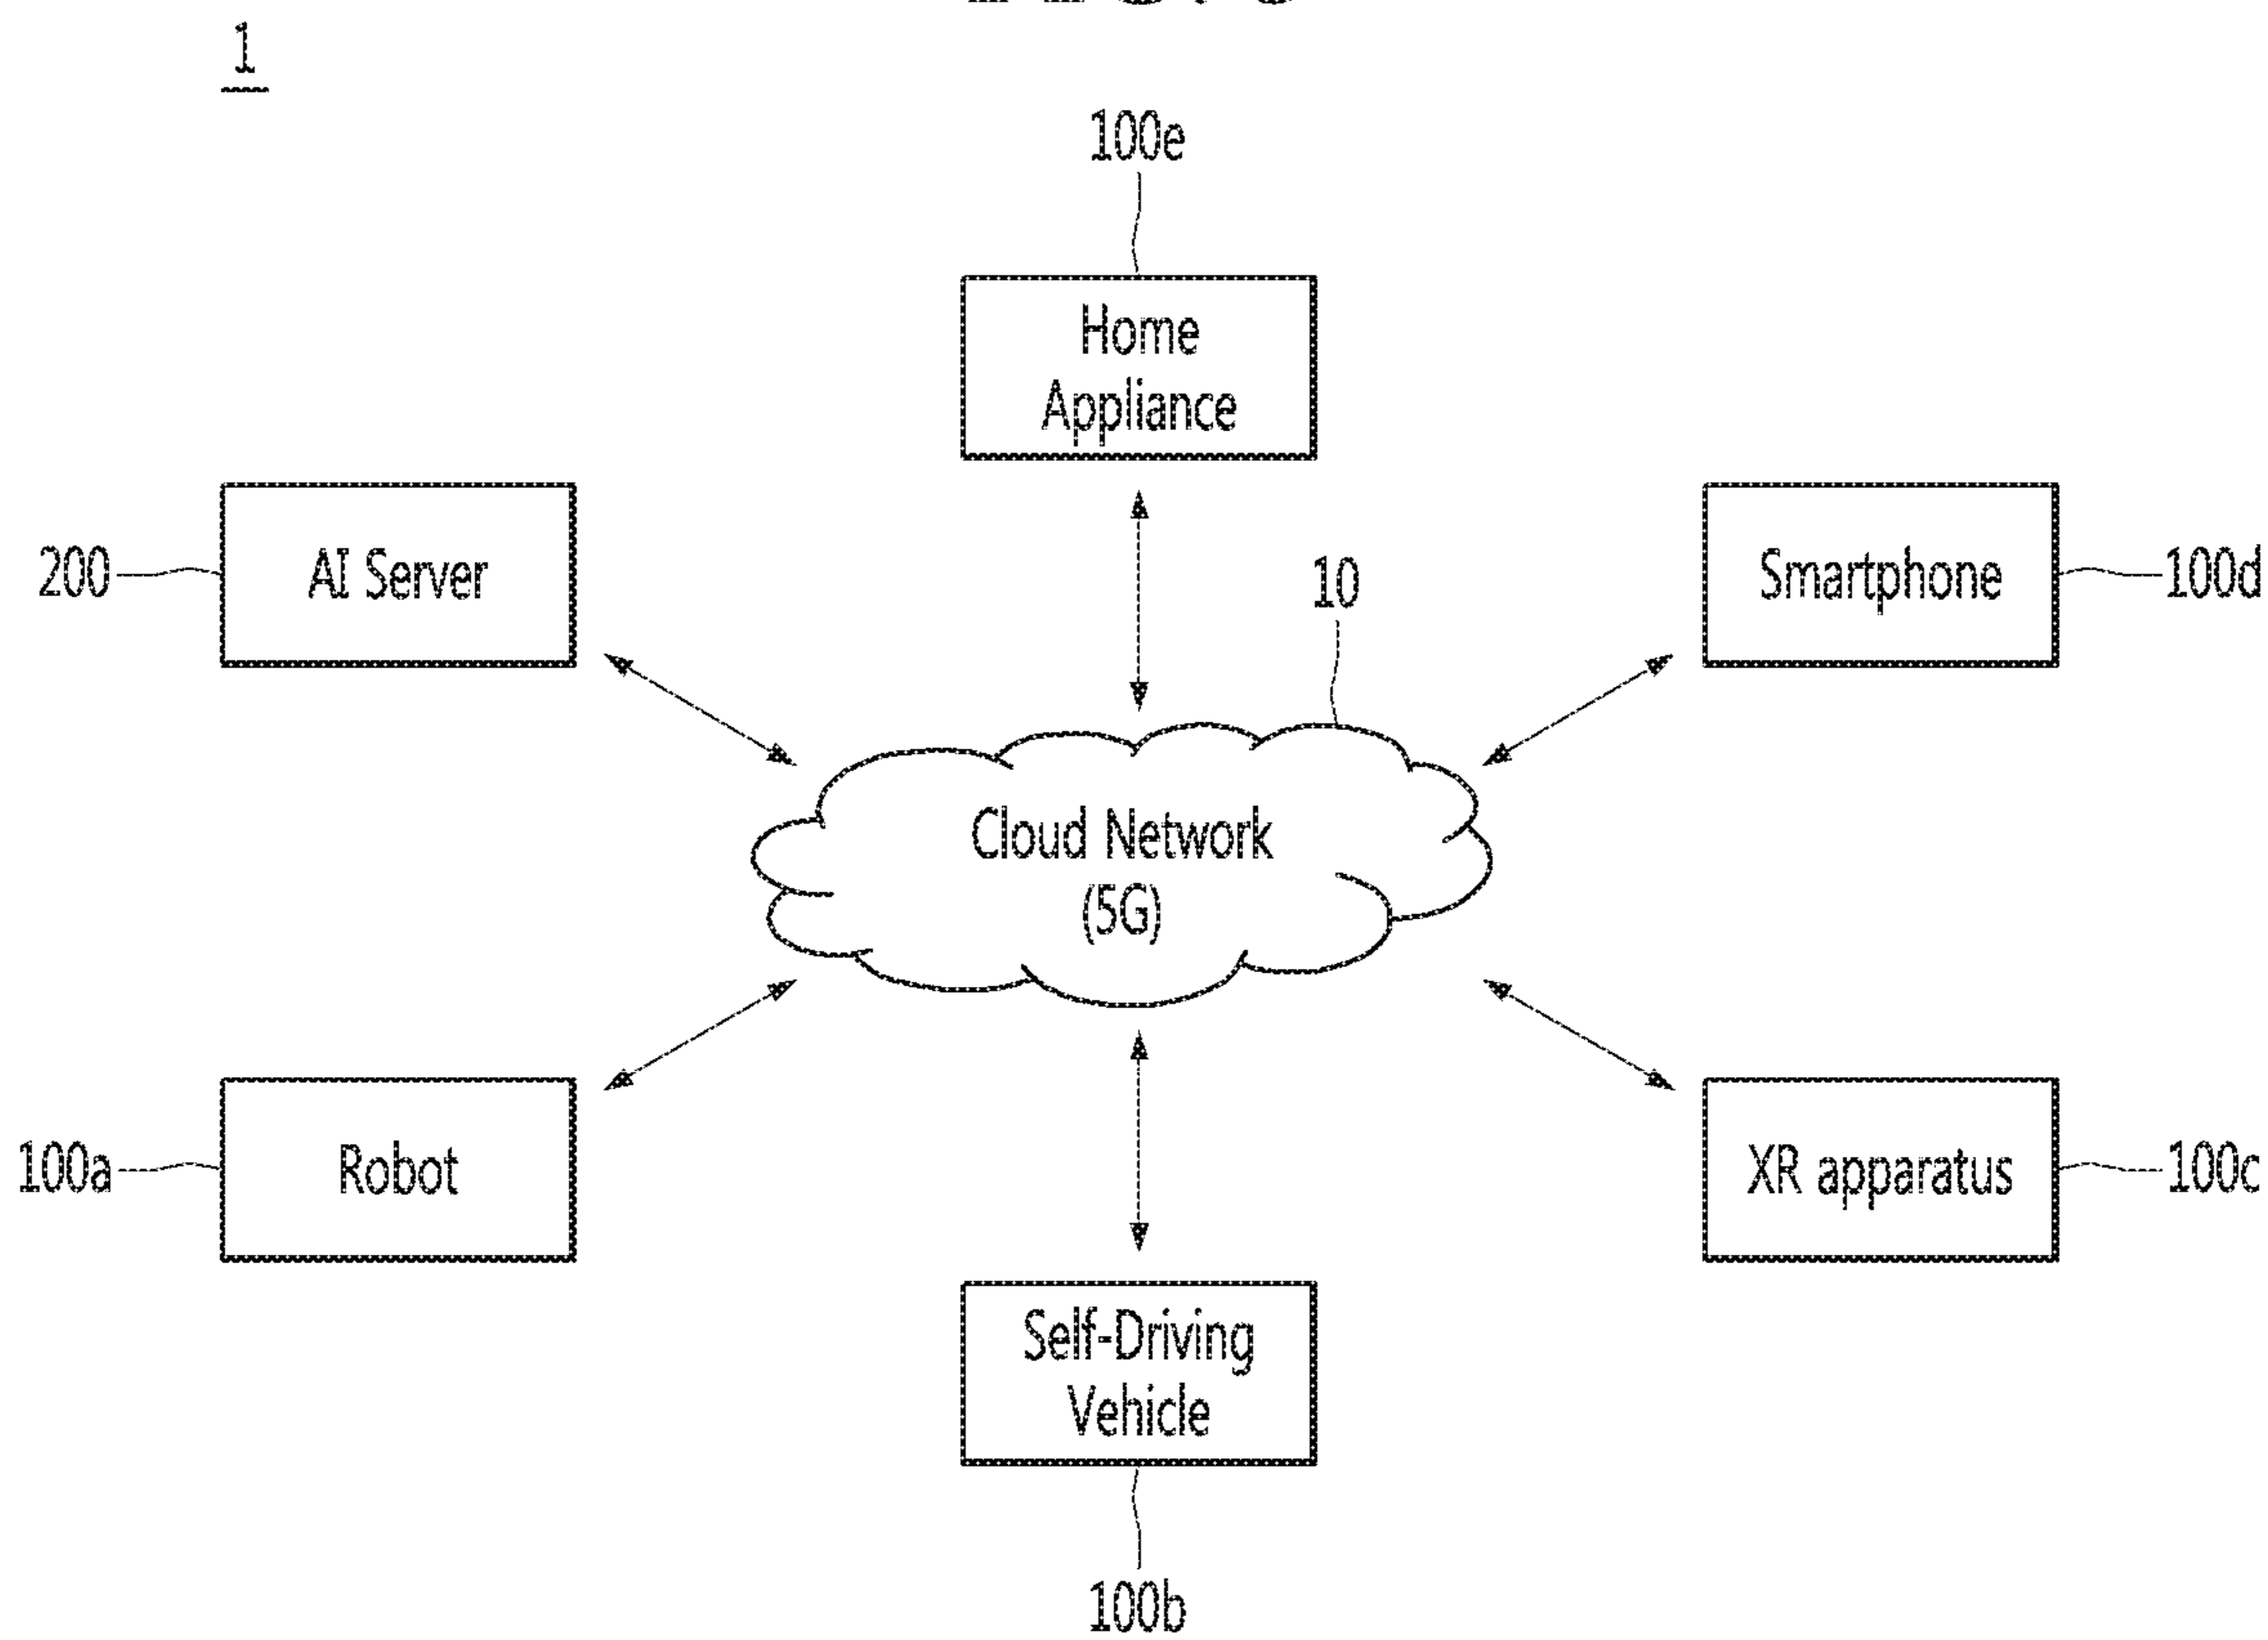 1
100e
Home
Appliance
200
AI Server
10
Smartphone
100d
Cloud Network
(5G)
100a
Robot
XR apparatus
100c
Self-Driving
Vehicle
100b